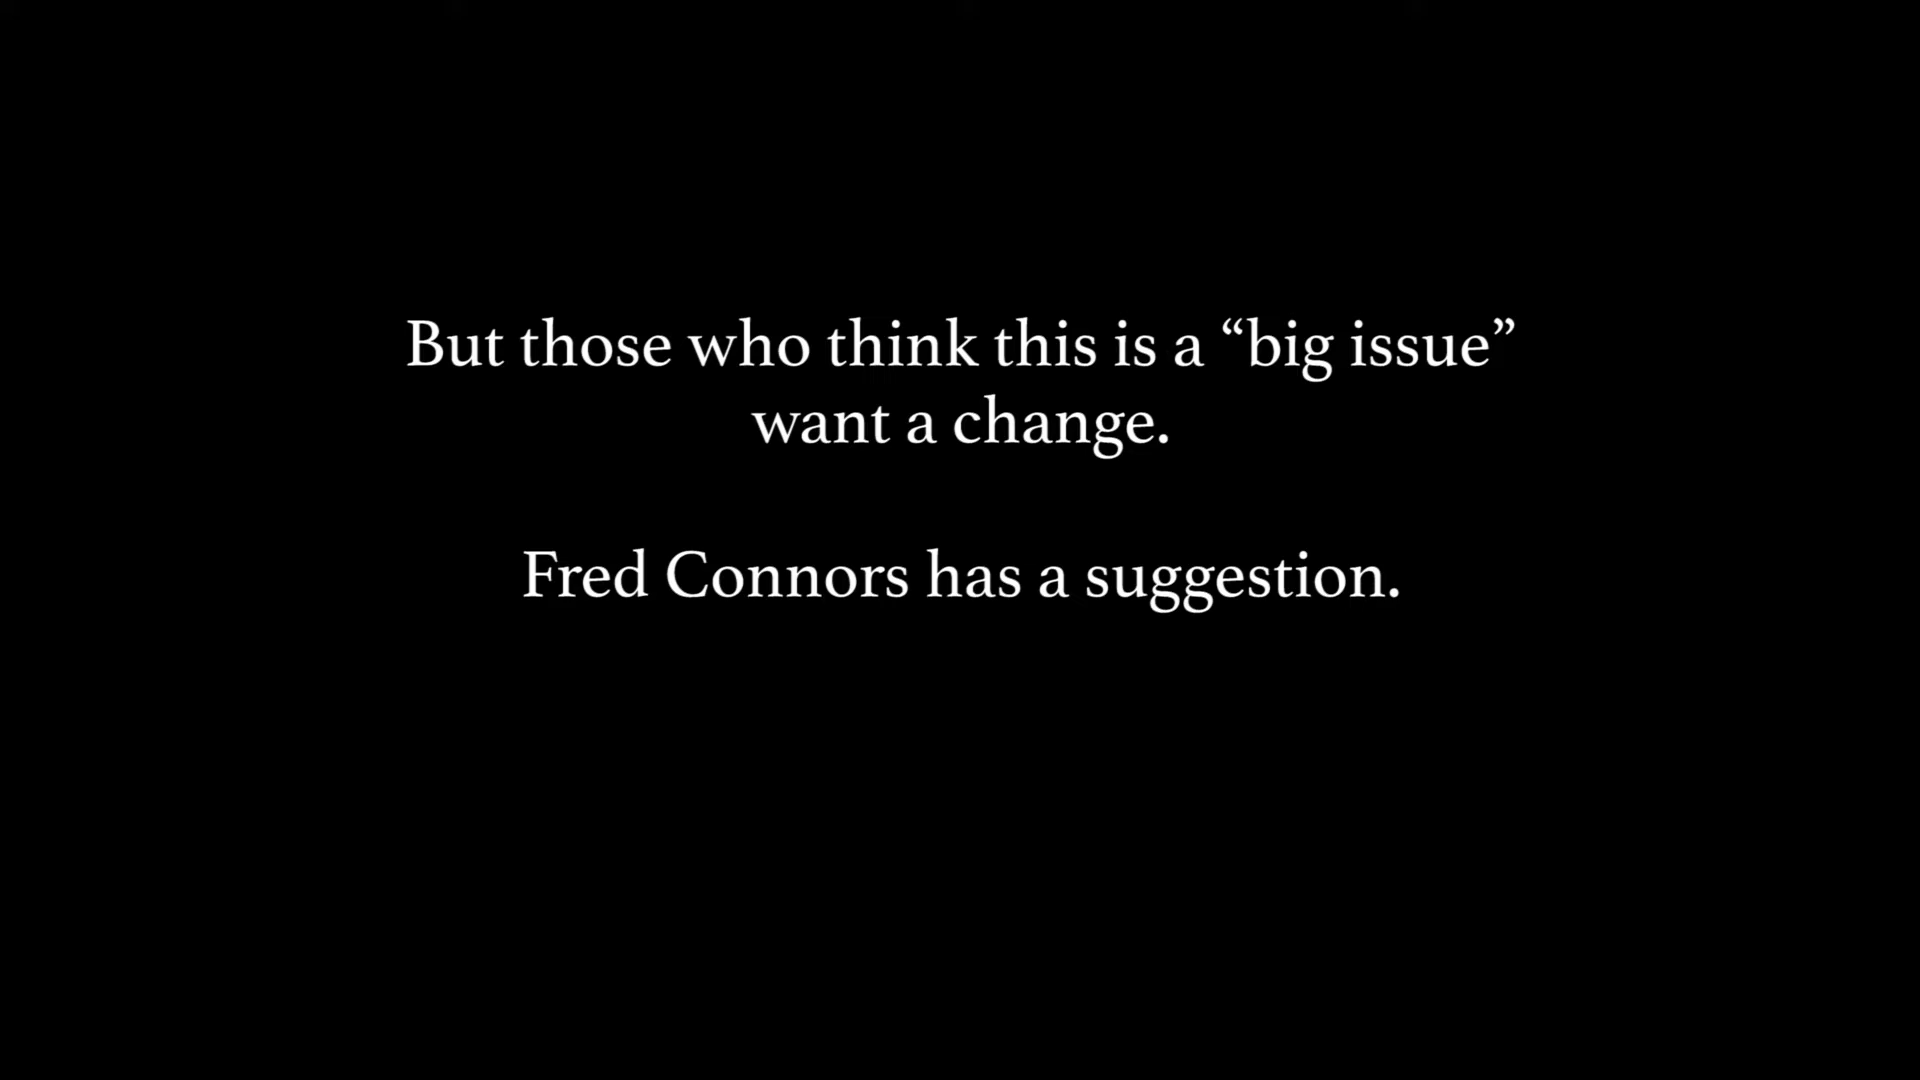 But those who think this is a “big issue”
want a change.
Fred Connors has a suggestion.